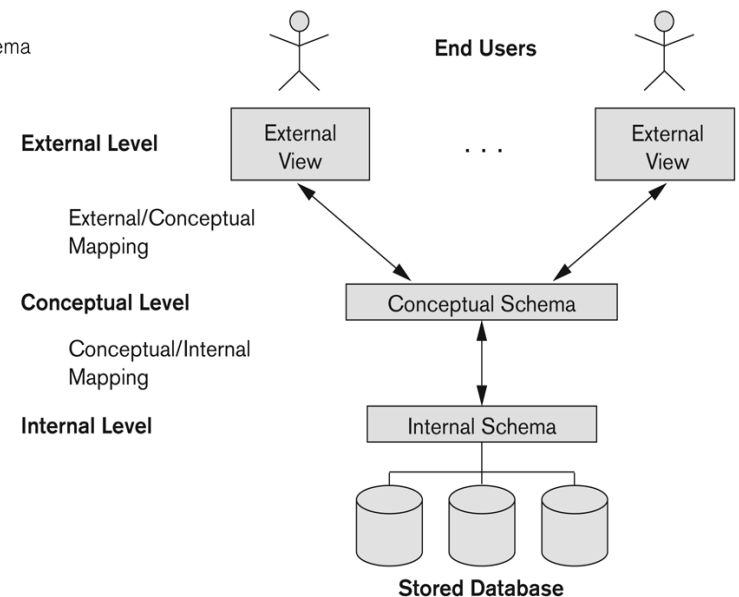 End Users
External Level
External
View
. . .
External
View
External/Conceptual
Mapping
Conceptual Level
Conceptual Schema
Conceptual/Internal
Mapping
Internal Level
Internal Schema
Stored Database